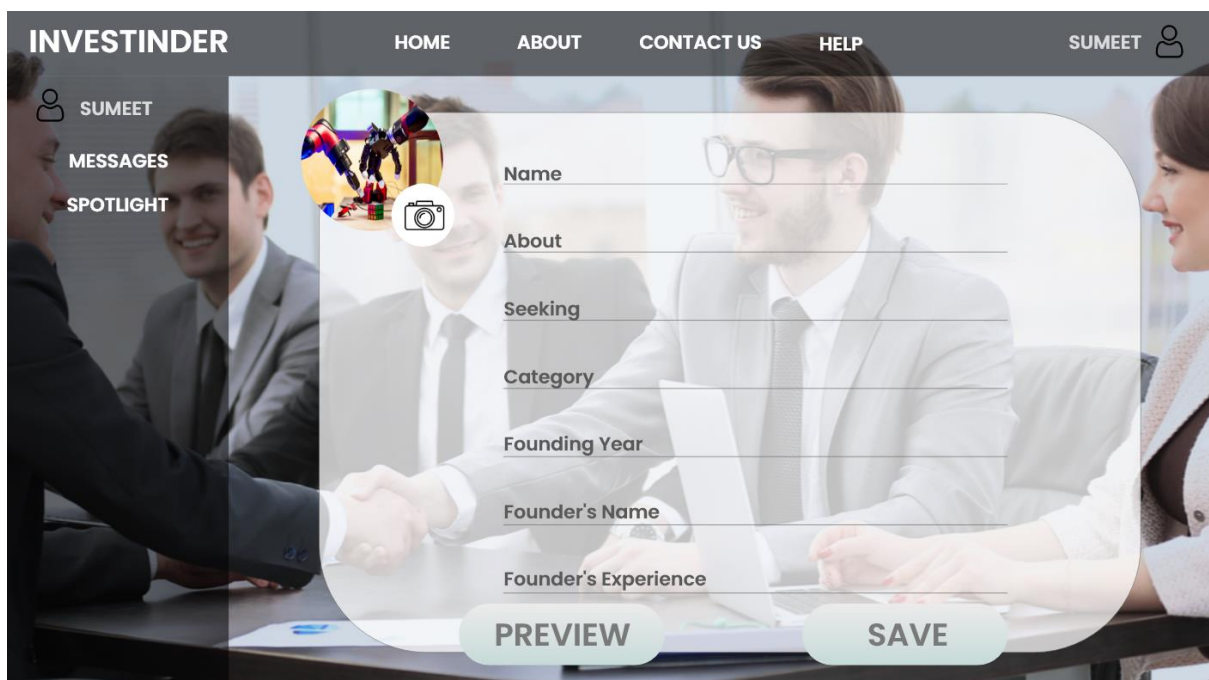 INVESTINDER HOME ABOUT CONTACT US HELP SUMEET
SUMEET
MESSAGES
SPOTLIGHT
Name
About
Seeking
Category
Founding Year
Founder's Name
Founder's Experience
PREVIEW SAVE